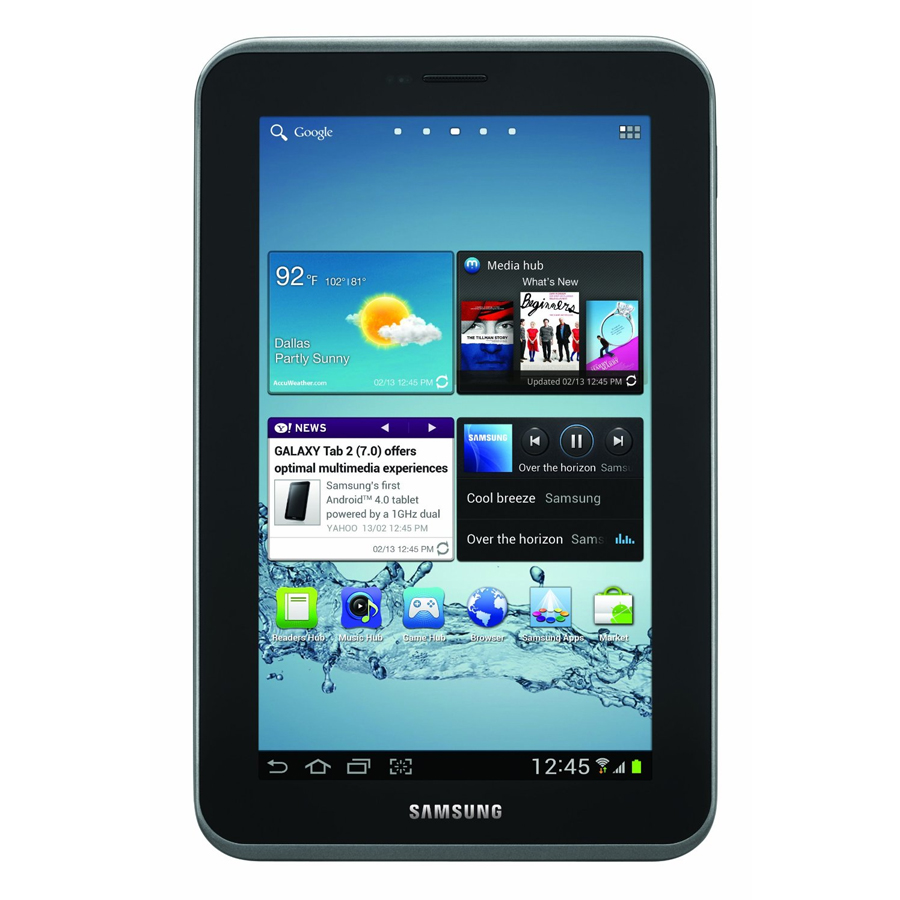 Google
92°F 102°|81°
Dallas
Partly Sunny
AccuWeather.com 02/13 12:45 PM
m Media hub
What's New
THE TILLMAN STORY
Beginners
Updated 02/13 12:45 PM
Y! NEWS
GALAXY Tab 2 (7.0) offers
optimal multimedia experiences
Samsung's first
Android™ 4.0 tablet
powered by a 1GHz dual
YAHOO 13/02 12:45 PM
02/13 12:45 PM
SAMSUNG
Over the horizon Samsu
Cool breeze Samsung
Over the horizon Sams
Readers Hub Music Hub Game Hub Browser Samsung Apps Market
12:45
SAMSUNG